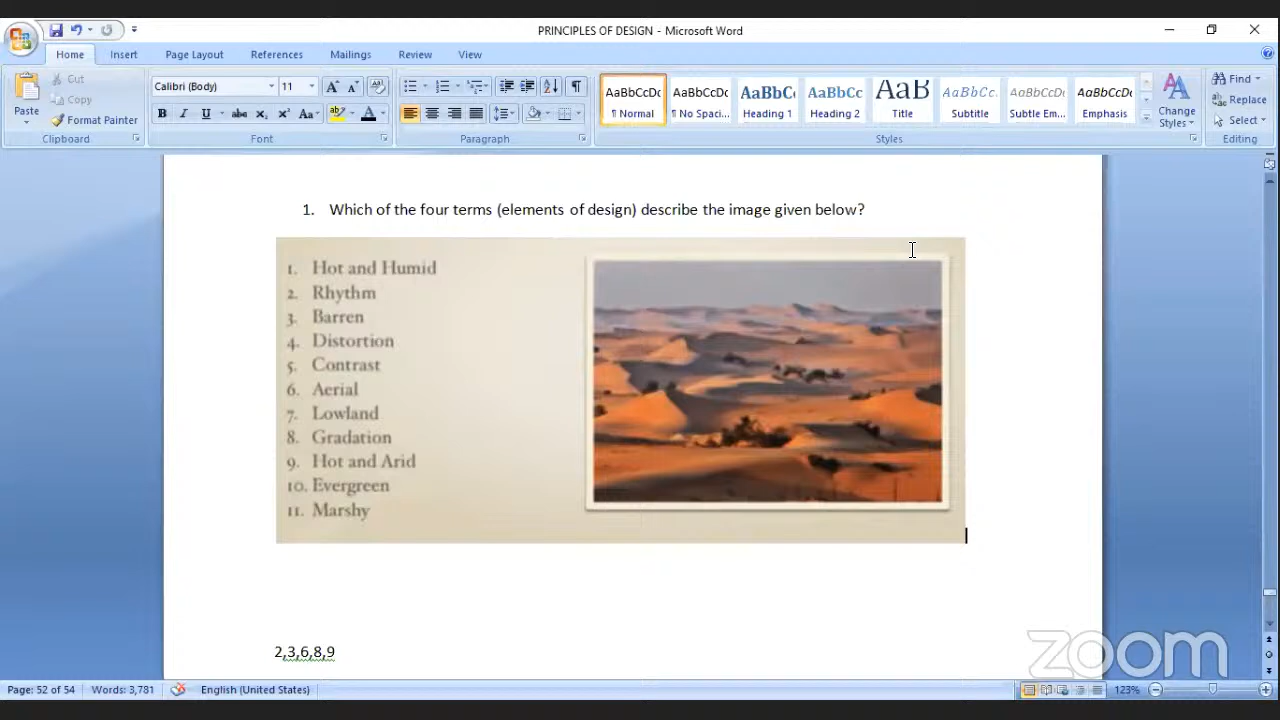 PRINCIPLES OF DESIGN - Microsoft Word
Home Insert Page Layout References Mailings Review View
Paste
Cut
Copy
Format Painter
Clipboard
Calibri (Body) 11
Font
Paragraph
AaBbCcDc AaBbCcDc AaBbC AaBbCc AaB AaBbCc. AaBbCcDc AaBbCcDc
¶ Normal ¶ No Spaci... Heading 1 Heading 2 Title Subtitle Subtle Em... Emphasis
Change Styles
Styles
Find
Replace
Select
Editing
1. Which of the four terms (elements of design) describe the image given below?
1. Hot and Humid
2. Rhythm
3. Barren
4. Distortion
5. Contrast
6. Aerial
7. Lowland
8. Gradation
9. Hot and Arid
10. Evergreen
11. Marshy
2,3,6,8,9
zoom
Page: 52 of 54 Words: 3,781 English (United States) 123%